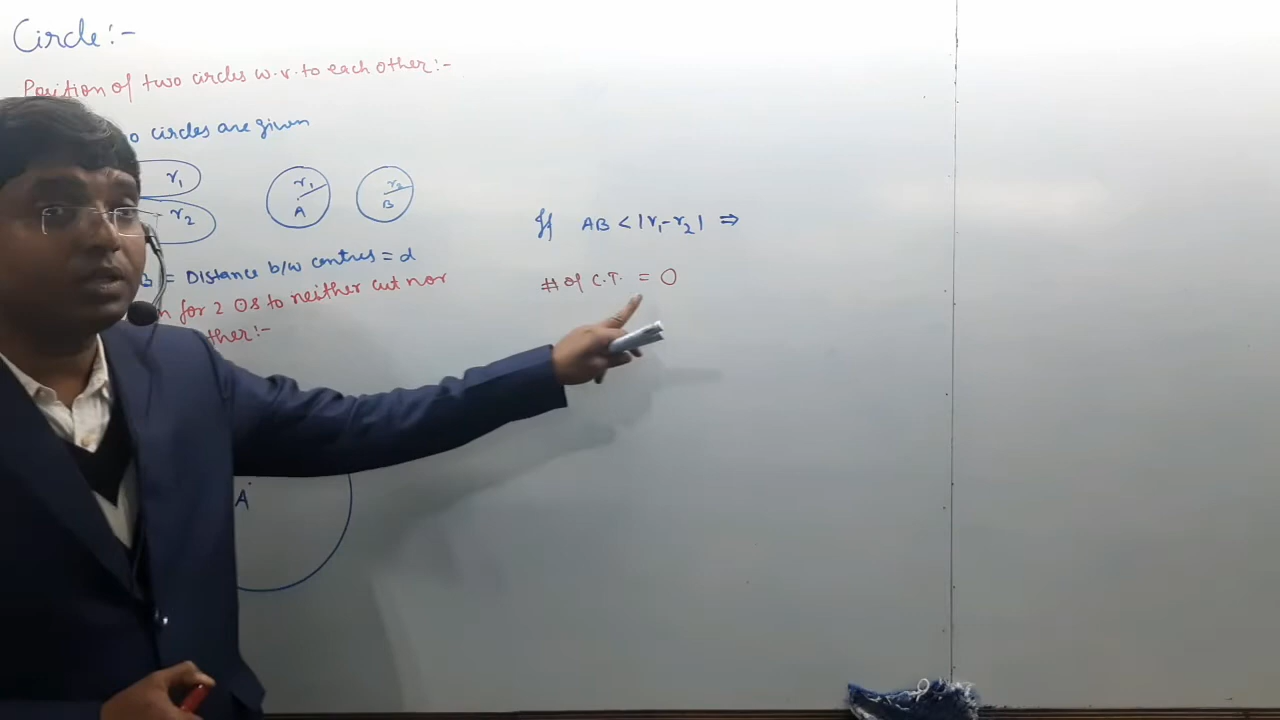 Circle:-
Position of two circles w.r.to each other:-
circles are given
r1
r2
r1
A
r2
B
= Distance b/w centres = d
for 2 Os to neither cut nor
:-
If AB < |r1-r2| ⇒
# of C.T. = 0
A